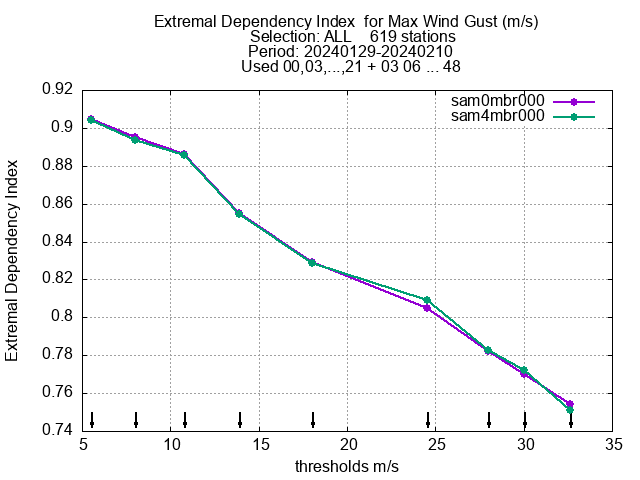 Extremal Dependency Index  for Max Wind Gust (m/s)
Selection: ALL    619 stations
Period: 20240129-20240210
Used 00,03,...,21 + 03 06 ... 48
sam0mbr000
sam4mbr000
0.92
0.9
0.88
0.86
0.84
0.82
0.8
0.78
0.76
0.74
Extremal Dependency Index
5 10 15 20 25 30 35
thresholds m/s